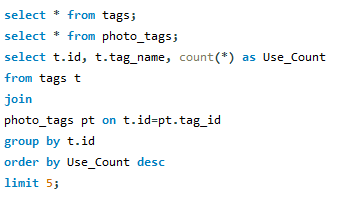 select * from tags;
select * from photo_tags;
select t.id, t.tag_name, count(*) as Use_Count
from tags t
join
photo_tags pt on t.id=pt.tag_id
group by t.id
order by Use_Count desc
limit 5;